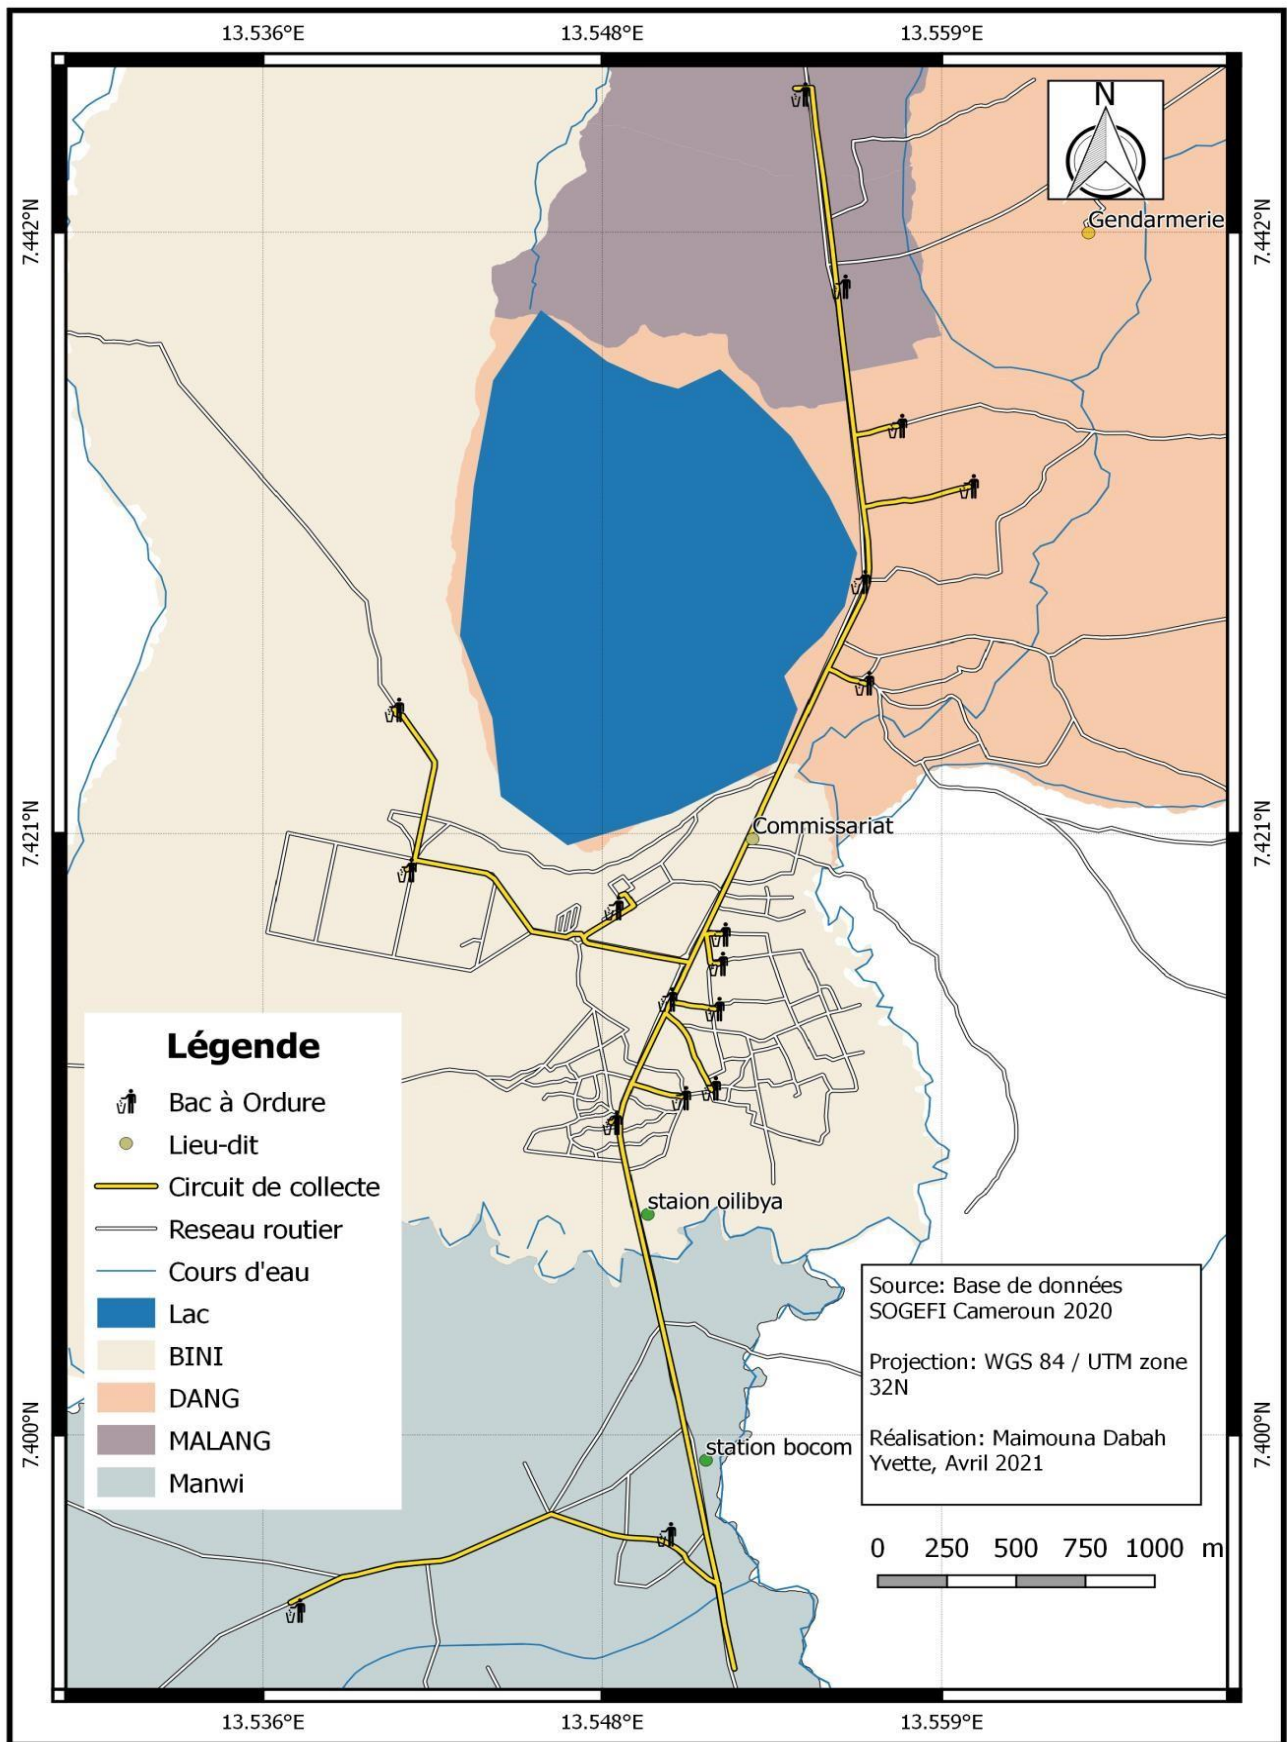 13.536°E
13.548°E
13.559°E
N
7.442°N
7.442°N
Gendarmerie
Commissariat
7.421°N
7.421°N
Légende
Bac à Ordure
Lieu-dit
Circuit de collecte
Reseau routier
Cours d'eau
Lac
BINI
DANG
MALANG
Manwi
staion oilibya
station bocom
Source: Base de données
SOGEFI Cameroun 2020
Projection: WGS 84 / UTM zone
32N
Réalisation: Maimouna Dabah
Yvette, Avril 2021
7.400°N
7.400°N
0 250 500 750 1000 m
13.536°E
13.548°E
13.559°E